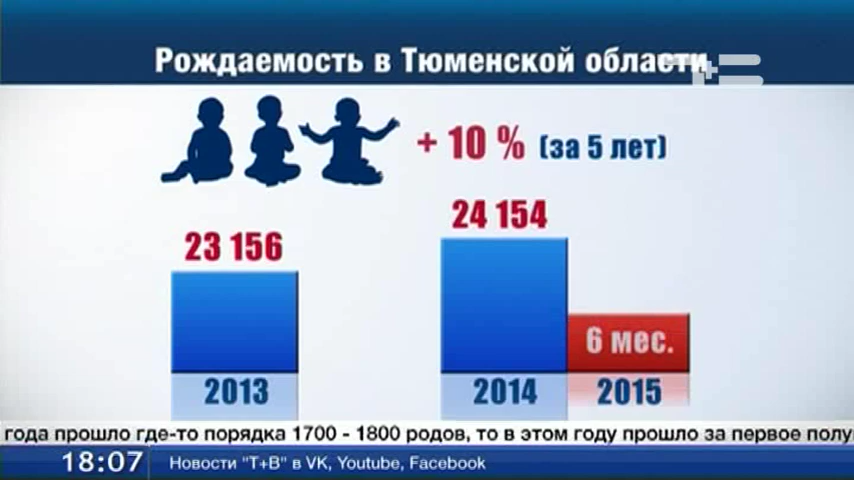 Рождаемость в Тюменской области
Т+В
+ 10 % (за 5 лет)
24 154
23 156
6 мес.
2013
2014
2015
года прошло где-то порядка 1700 - 1800 родов, то в этом году прошло за первое полу
18:07
Новости "Т+В" в VK, Youtube, Facebook